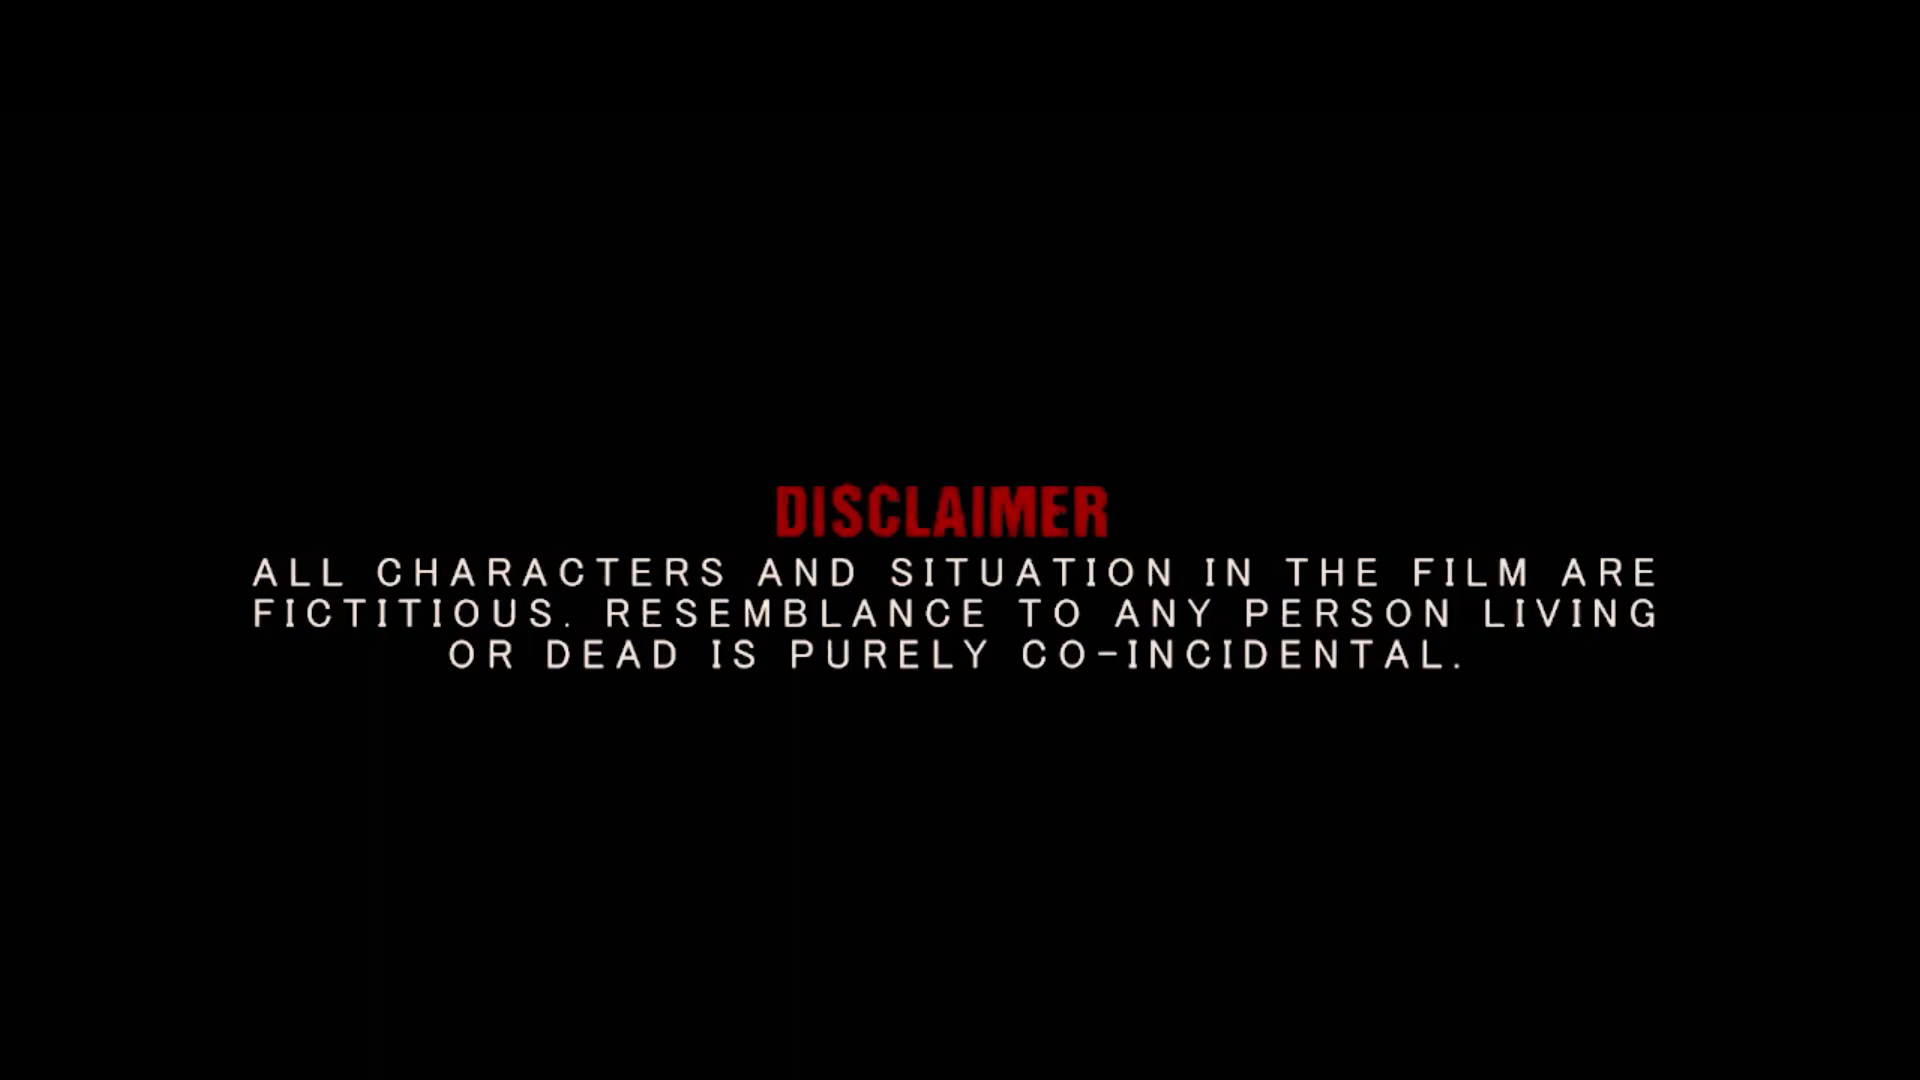 DISCLAIMER
ALL CHARACTERS AND SITUATION IN THE FILM ARE
FICTITIOUS. RESEMBLANCE TO ANY PERSON LIVING
OR DEAD IS PURELY CO-INCIDENTAL.